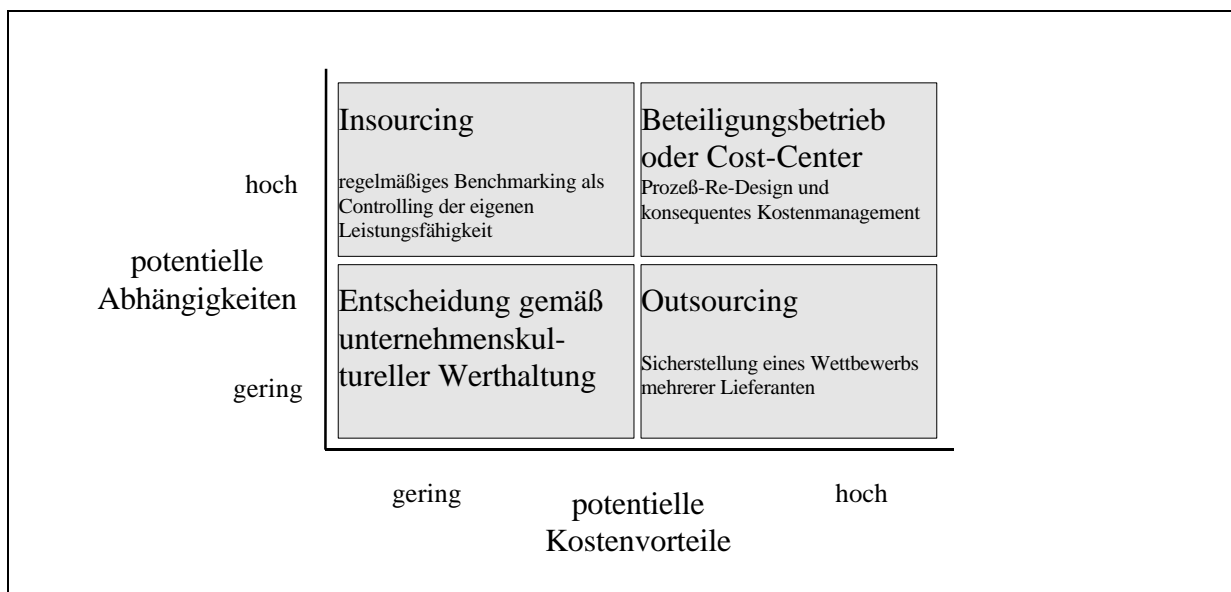 Insourcing
regelmäßiges Benchmarking als
Controlling der eigenen
Leistungsfähigkeit
Beteiligungsbetrieb
oder Cost-Center
Prozeß-Re-Design und
konsequentes Kostenmanagement
hoch
potentielle
Abhängigkeiten
Entscheidung gemäß
unternehmenskul-
tureller Werthaltung
Outsourcing
Sicherstellung eines Wettbewerbs
mehrerer Lieferanten
gering
gering
potentielle
Kostenvorteile
hoch